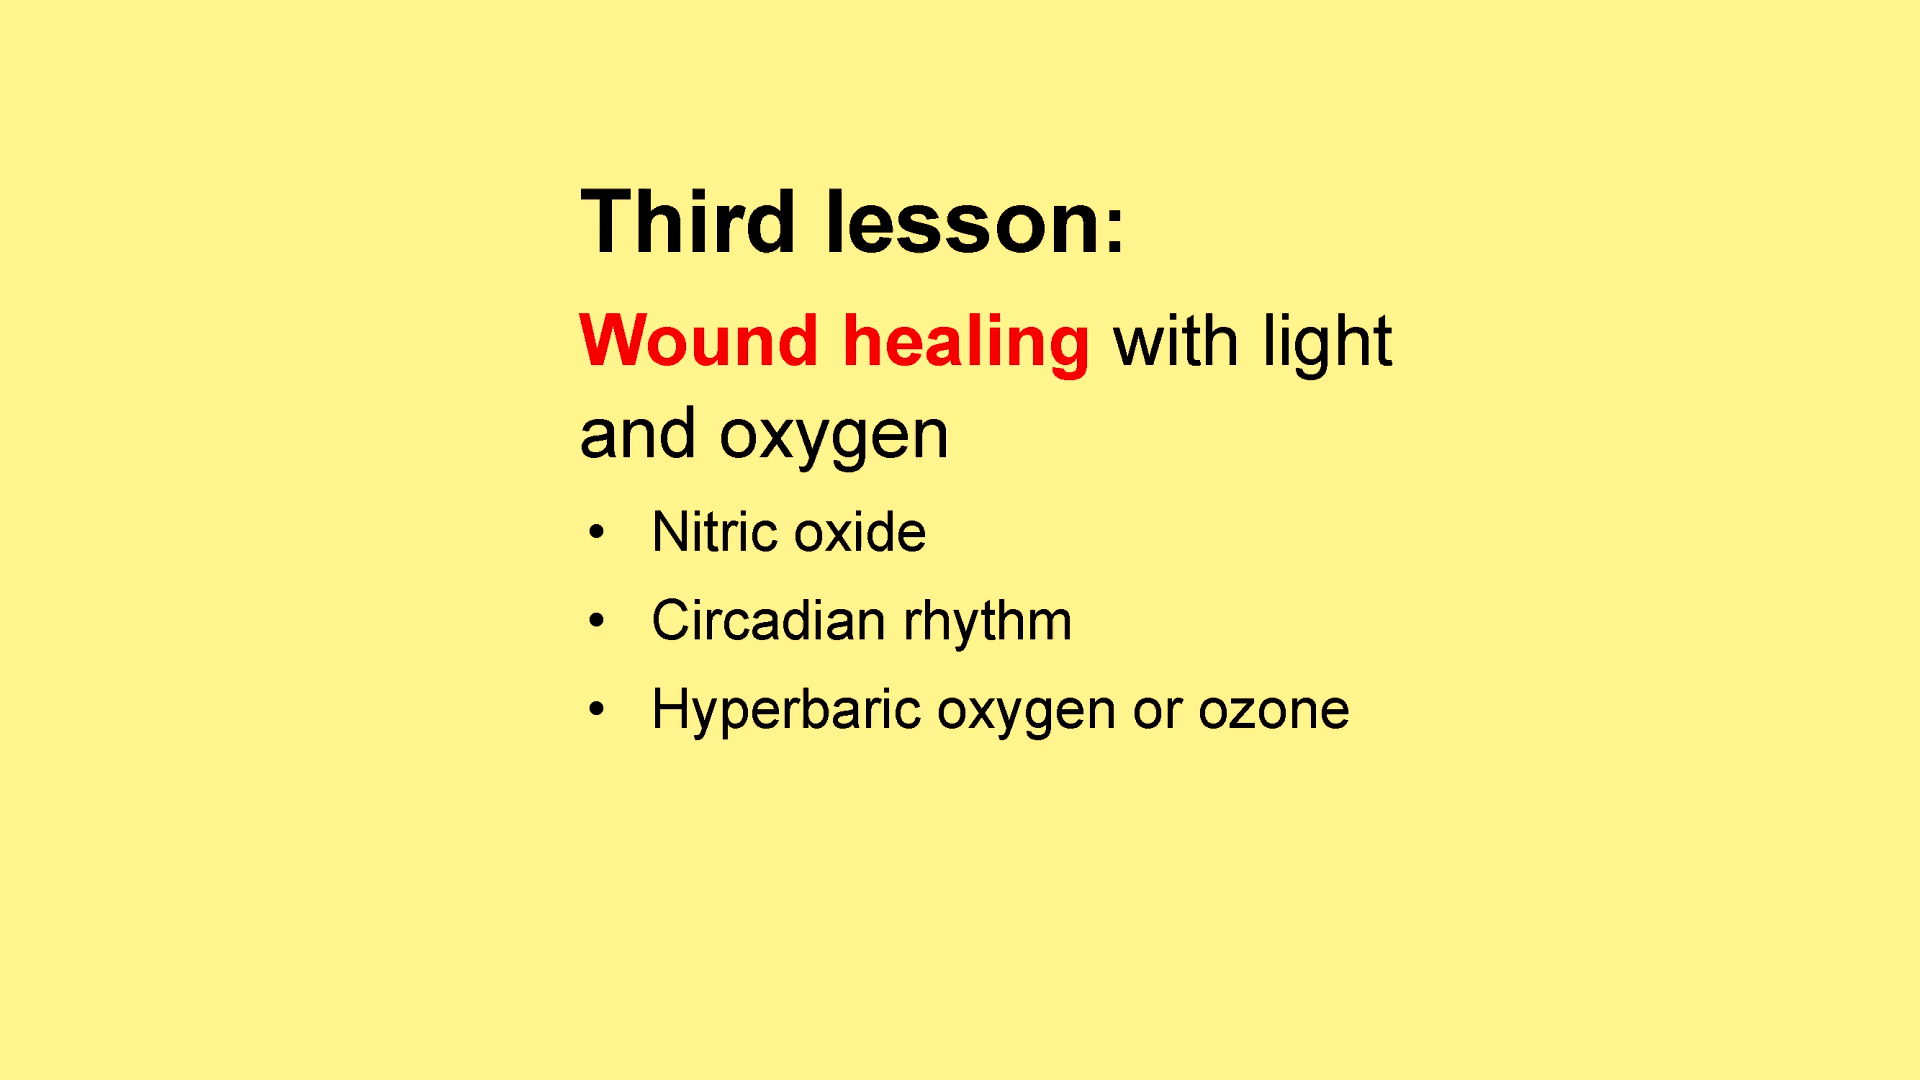 Third lesson:
Wound healing with light
and oxygen
• Nitric oxide
• Circadian rhythm
• Hyperbaric oxygen or ozone